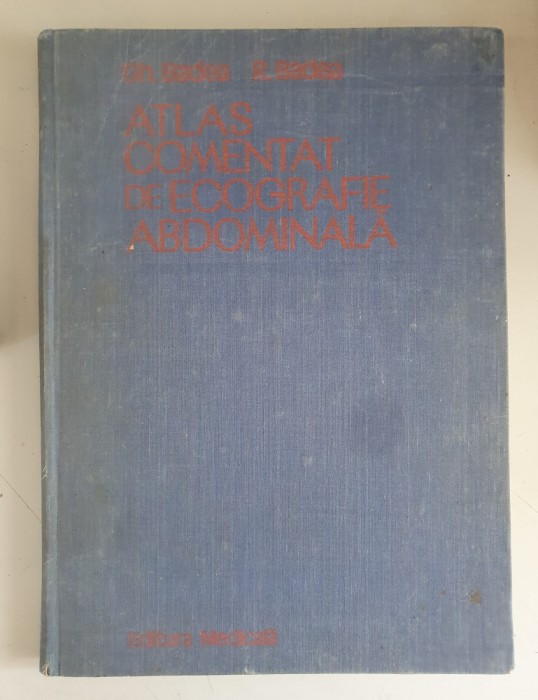 Gh. Badea R. Badea
ATLAS
COMENTAT
DE ECOGRAFIE
ABDOMINALĂ
Editura Medicală